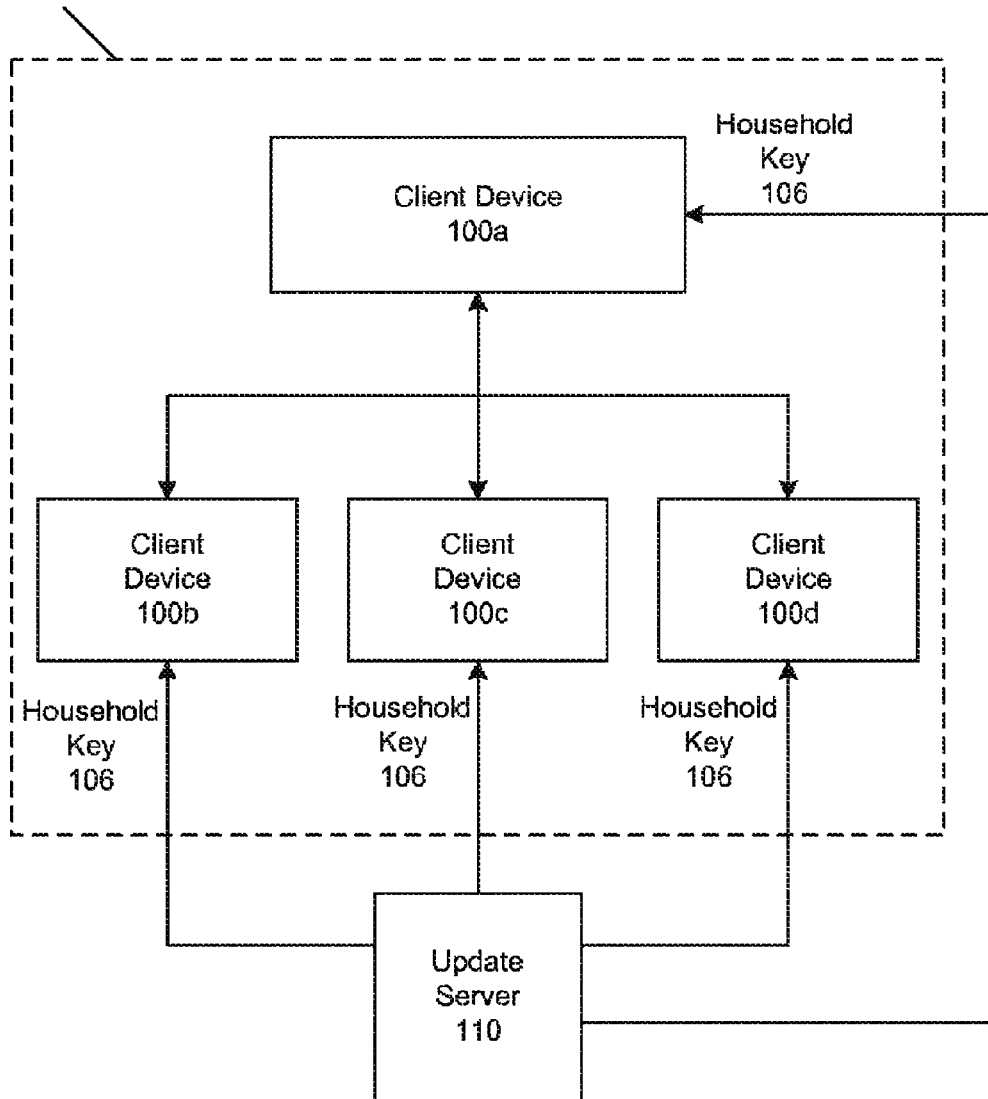 Household
Key
106
Client Device
100a
Client
Device
100b
Client
Device
100c
Client
Device
100d
Household
Key
106
Household
Key
106
Household
Key
106
Update
Server
110